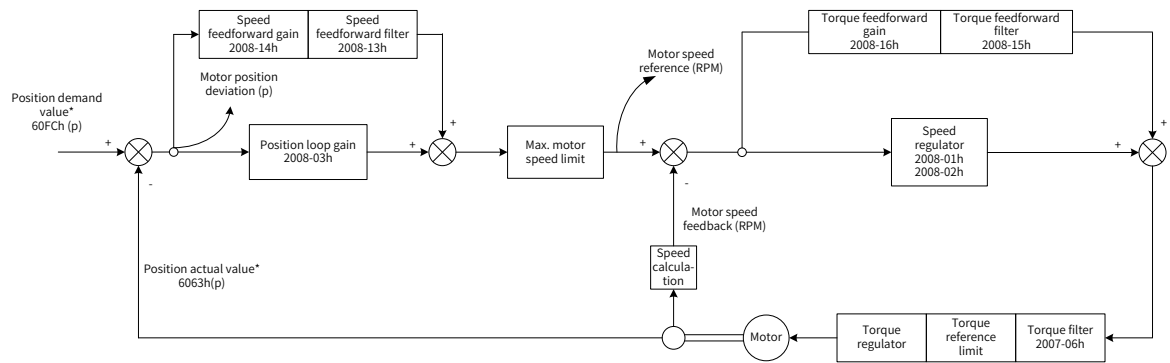 Speed
feedforward gain
2008-14h
Speed
feedforward filter
2008-13h
Torque feedforward
gain
2008-16h
Torque feedforward
filter
2008-15h
Motor position
deviation (p)
Motor speed
reference (RPM)
Position demand
value*
60FCh (p)
+
+
+
Position loop gain
2008-03h
+
Max. motor
speed limit
+
Speed
regulator
2008-01h
2008-02h
+
-
-
Motor speed
feedback (RPM)
Position actual value*
6063h(p)
Speed
calcula-
tion
Motor
Torque
regulator
Torque
reference
limit
Torque filter
2007-06h